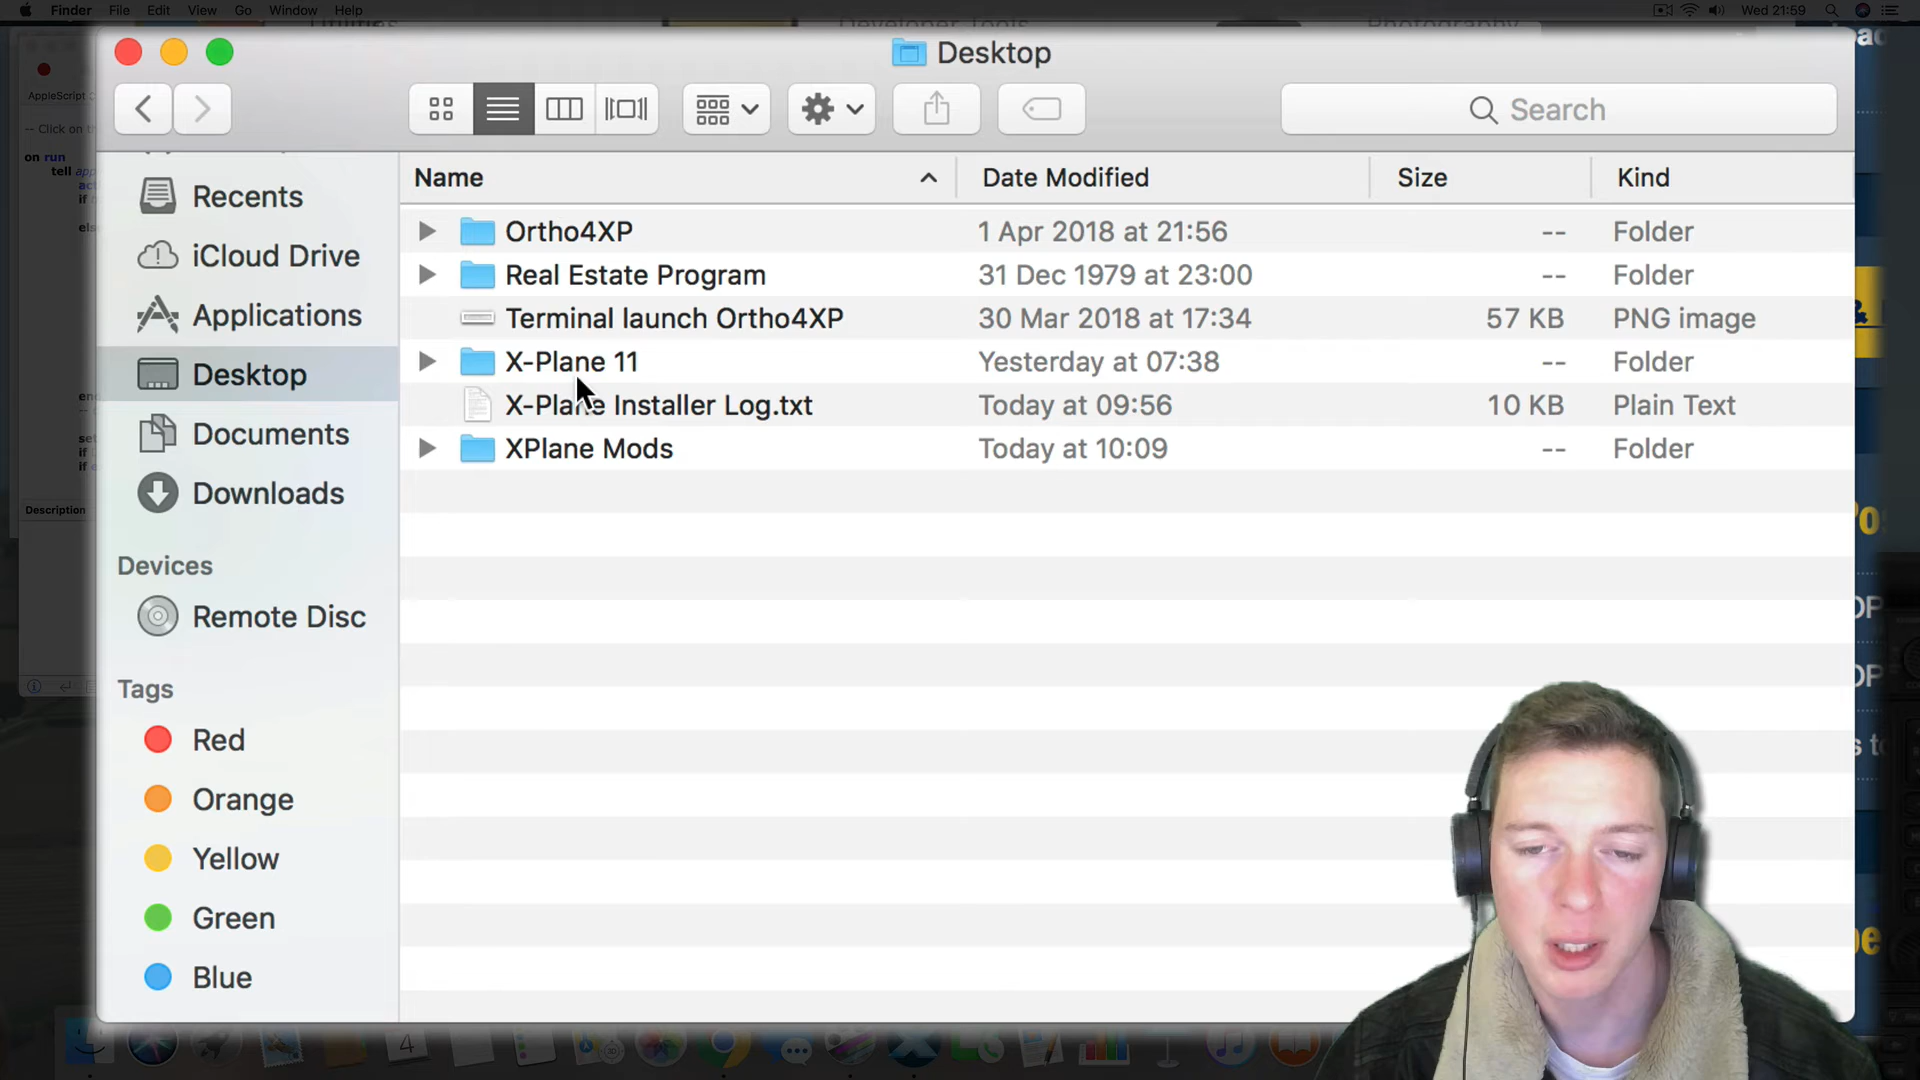 Finder File Edit View Go Window Help Wed 21:59
Desktop
Search
AppleScript
-- Click on th
on run
tell
Description
Recents
iCloud Drive
Applications
Desktop
Documents
Downloads
Devices
Remote Disc
Tags
Red
Orange
Yellow
Green
Blue
Name Date Modified Size Kind
Ortho4XP 1 Apr 2018 at 21:56 -- Folder
Real Estate Program 31 Dec 1979 at 23:00 -- Folder
Terminal launch Ortho4XP 30 Mar 2018 at 17:34 57 KB PNG image
X-Plane 11 Yesterday at 07:38 -- Folder
X-Plane Installer Log.txt Today at 09:56 10 KB Plain Text
XPlane Mods Today at 10:09 -- Folder
4